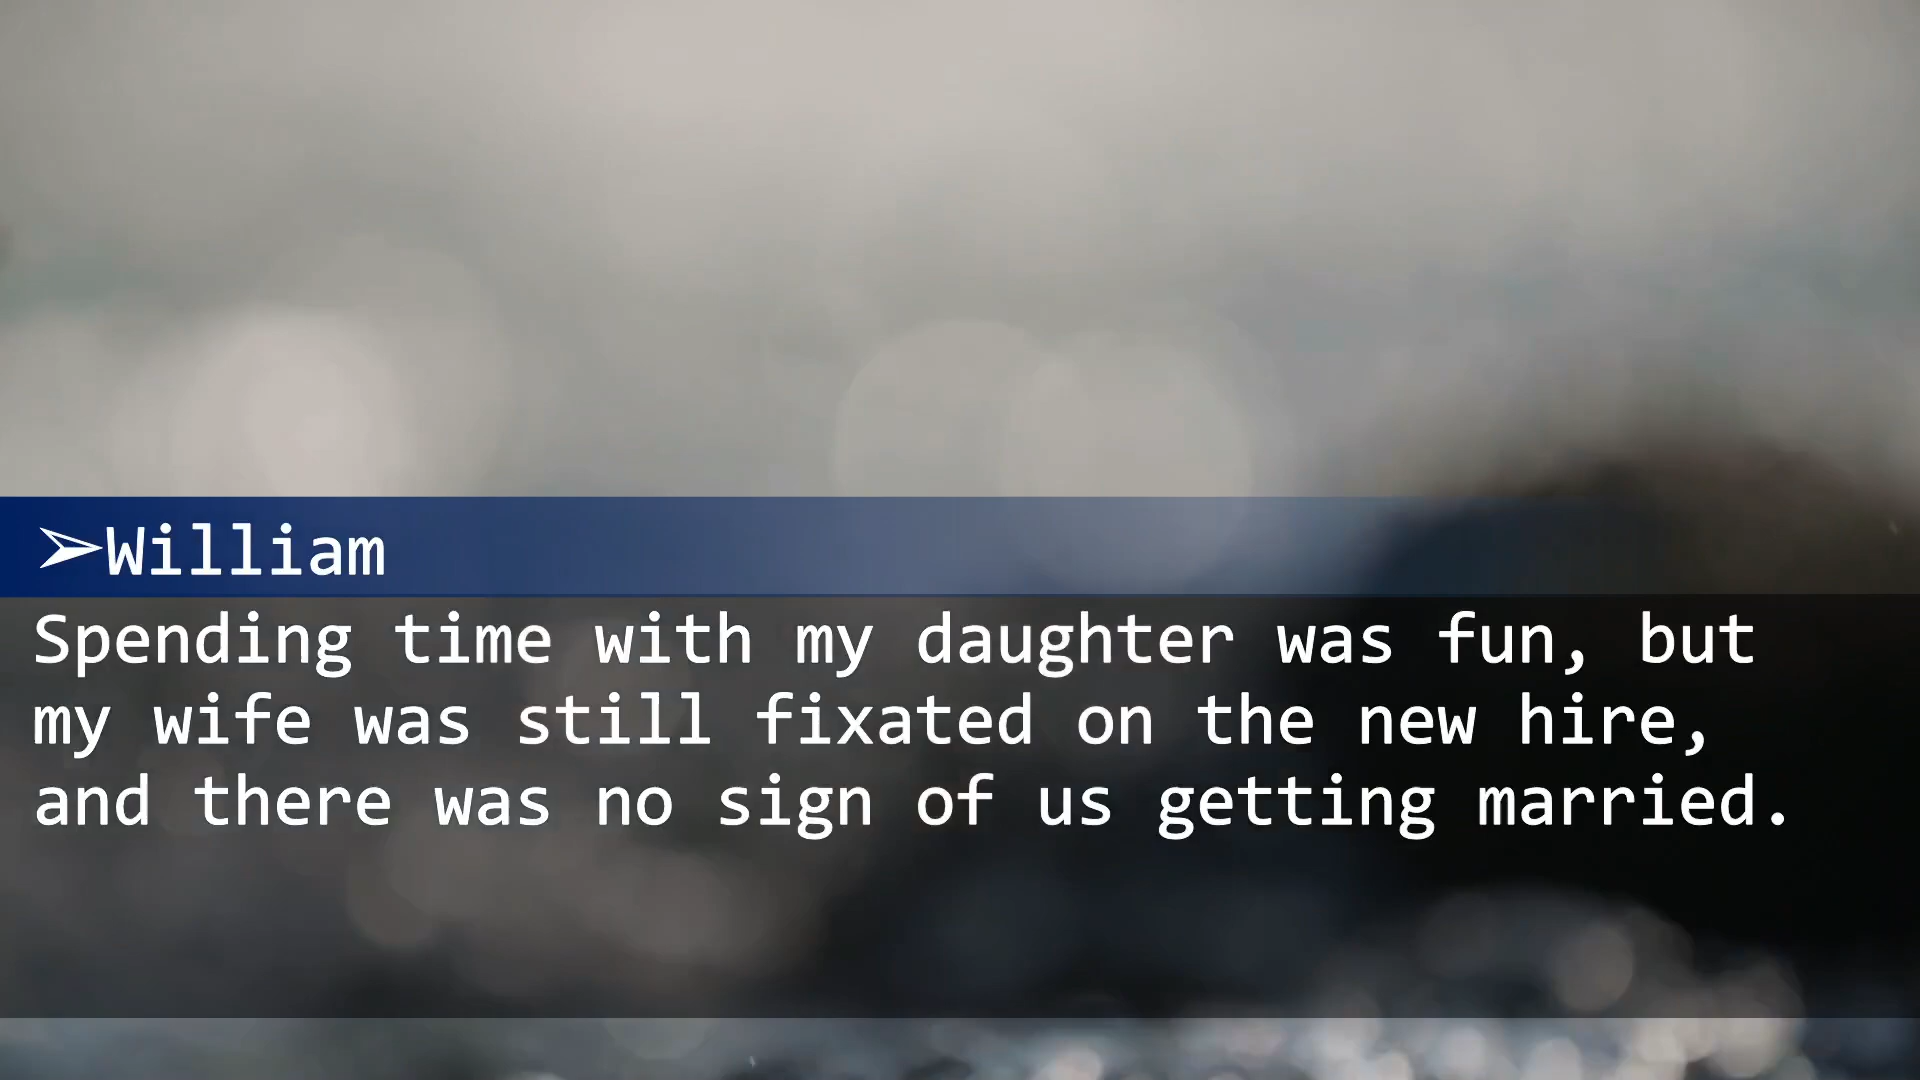 ➢William
Spending time with my daughter was fun, but
my wife was still fixated on the new hire,
and there was no sign of us getting married.